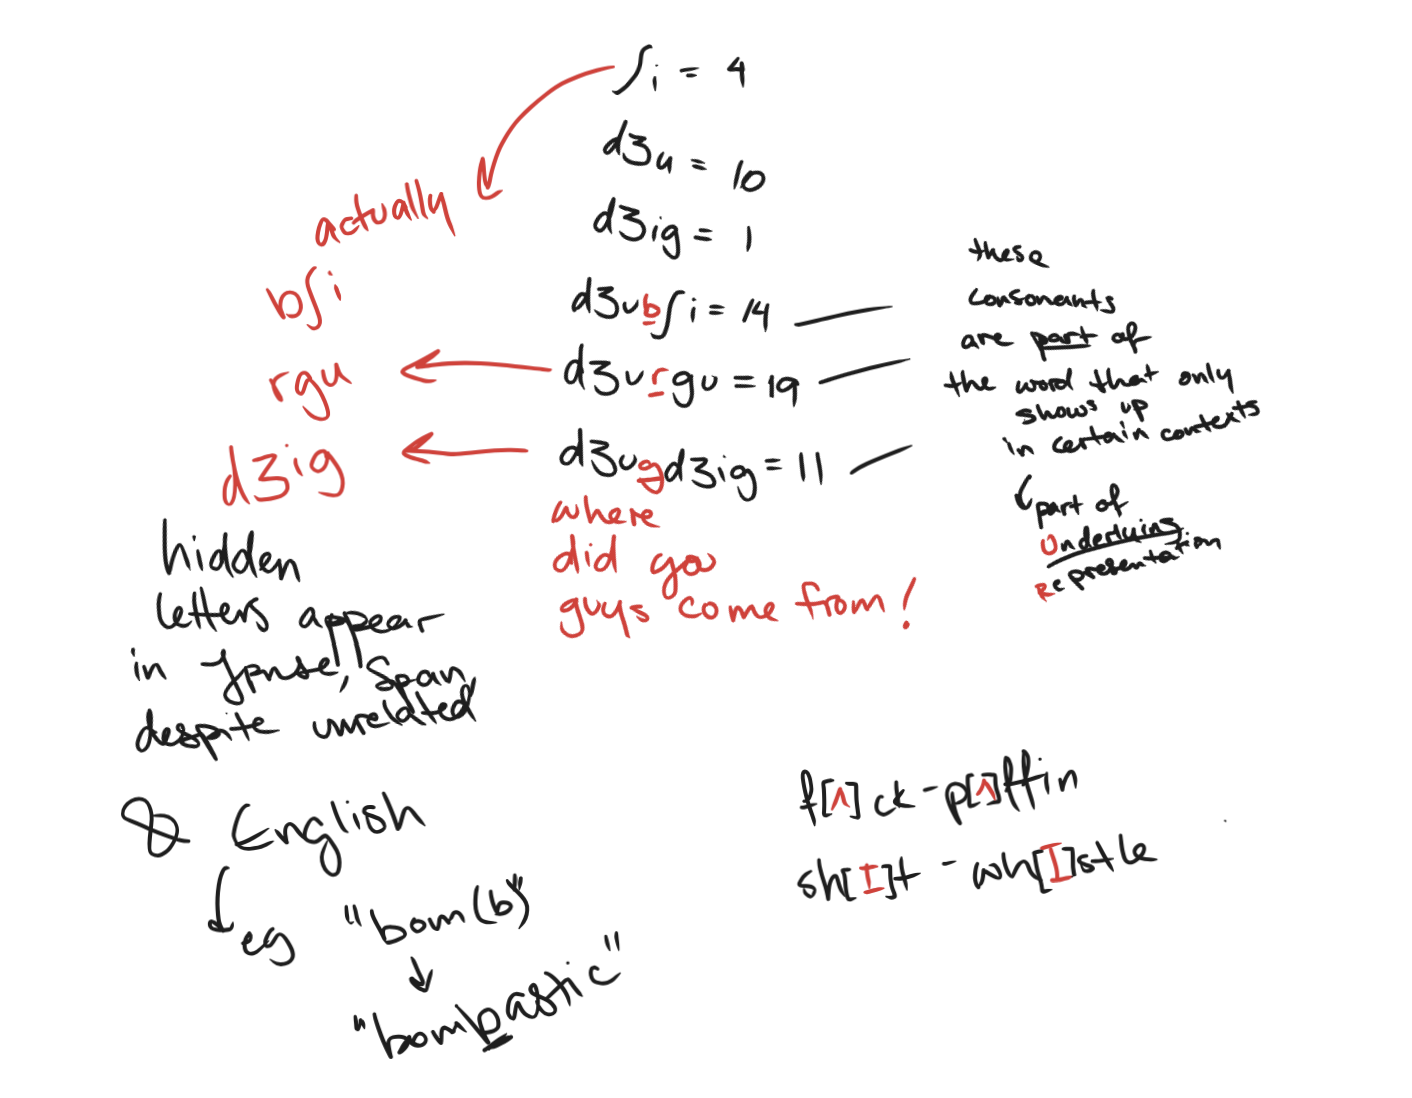 ʃi = 4
dʒu = 10
dʒig = 1
dʒubʃi = 14
dʒurgu = 19
dʒugdʒig = 11
where
did you
guys come from!
actually
bʃi
rgu
dʒig
these
consonants
are part of
the word that only
shows up
in certain contexts
part of
Underlying
Representation
hidden
letters appear
in Jpnse, Span
despite unrelated
& English
eg "bom(b)"
"bombastic"
f[ʌ]ck - p[ʌ]ffin
sh[I]t - wh[I]stle